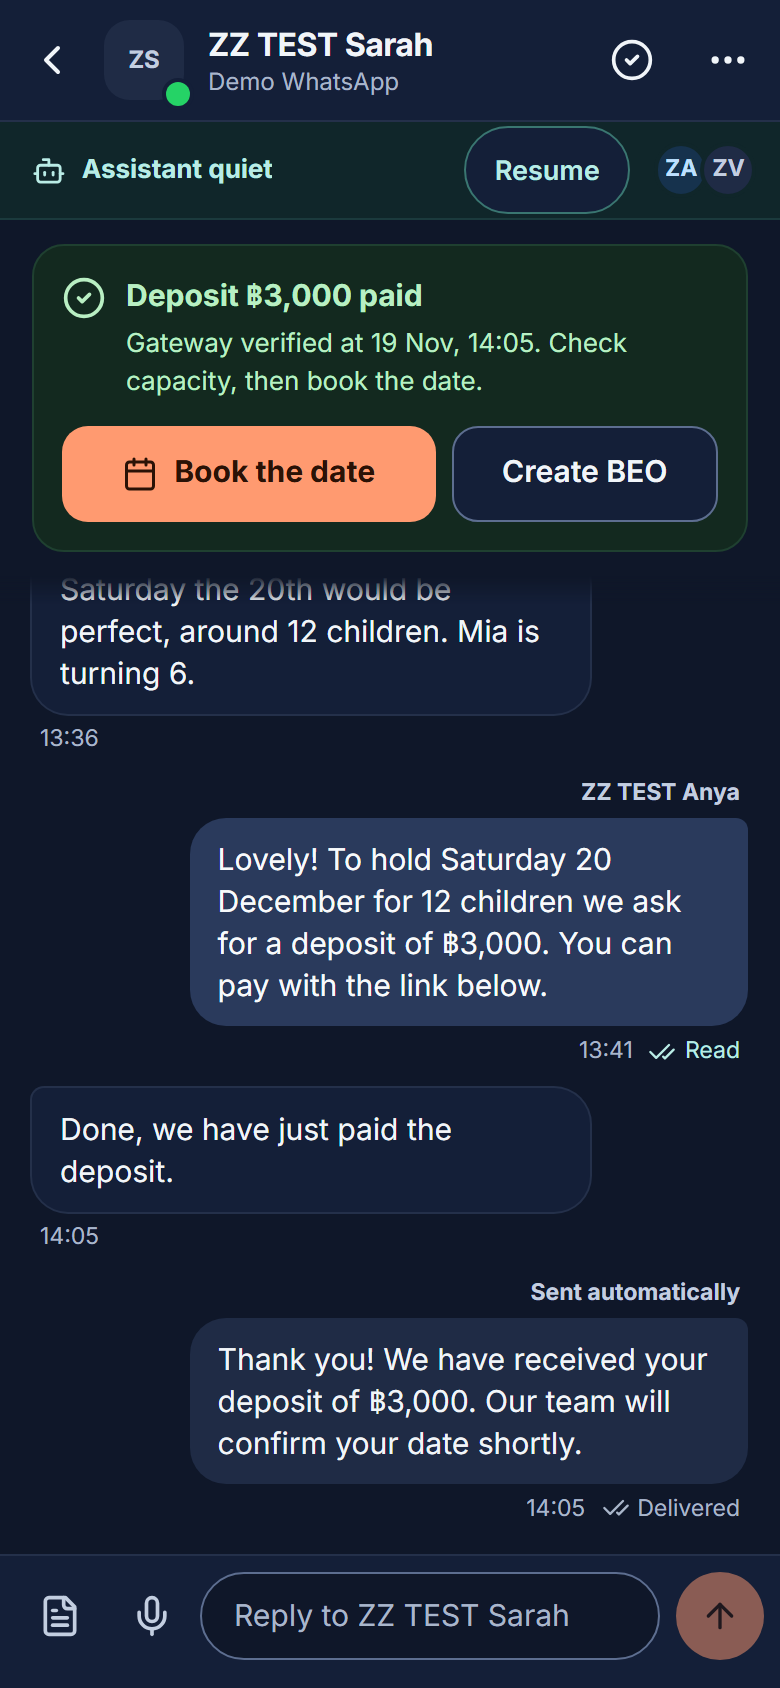 ZS
ZZ TEST Sarah
Demo WhatsApp
Assistant quiet
Resume
ZA
ZV
Deposit ฿3,000 paid
Gateway verified at 19 Nov, 14:05. Check
capacity, then book the date.
Book the date
Create BEO
Saturday the 20th would be
perfect, around 12 children. Mia is
turning 6.
13:36
ZZ TEST Anya
Lovely! To hold Saturday 20
December for 12 children we ask
for a deposit of ฿3,000. You can
pay with the link below.
13:41 Read
Done, we have just paid the
deposit.
14:05
Sent automatically
Thank you! We have received your
deposit of ฿3,000. Our team will
confirm your date shortly.
14:05 Delivered
Reply to ZZ TEST Sarah